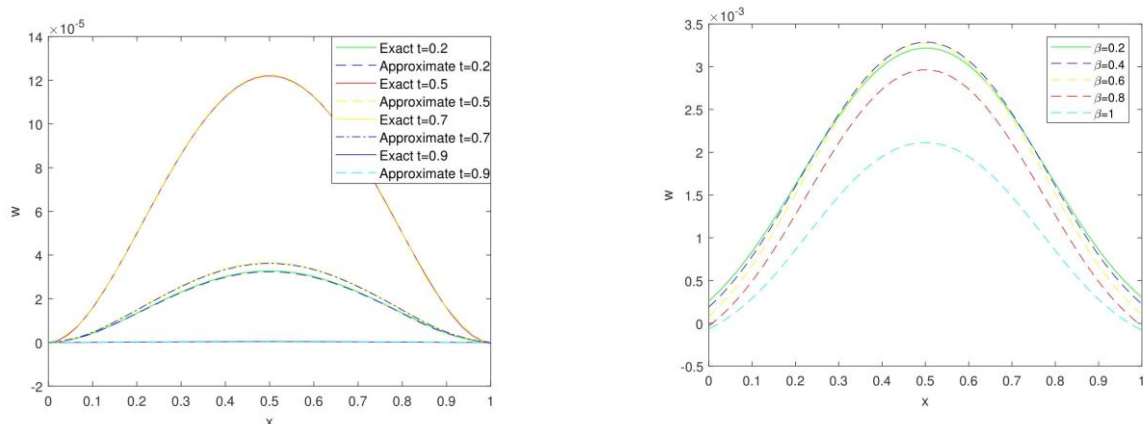 ×10⁻⁵
14
12
10
8
6
4
2
0
-2
w
0 0.1 0.2 0.3 0.4 0.5 0.6 0.7 0.8 0.9 1
x
Exact t=0.2
Approximate t=0.2
Exact t=0.5
Approximate t=0.5
Exact t=0.7
Approximate t=0.7
Exact t=0.9
Approximate t=0.9
×10⁻³
3.5
3
2.5
2
1.5
1
0.5
0
-0.5
w
0 0.1 0.2 0.3 0.4 0.5 0.6 0.7 0.8 0.9 1
x
β=0.2
β=0.4
β=0.6
β=0.8
β=1